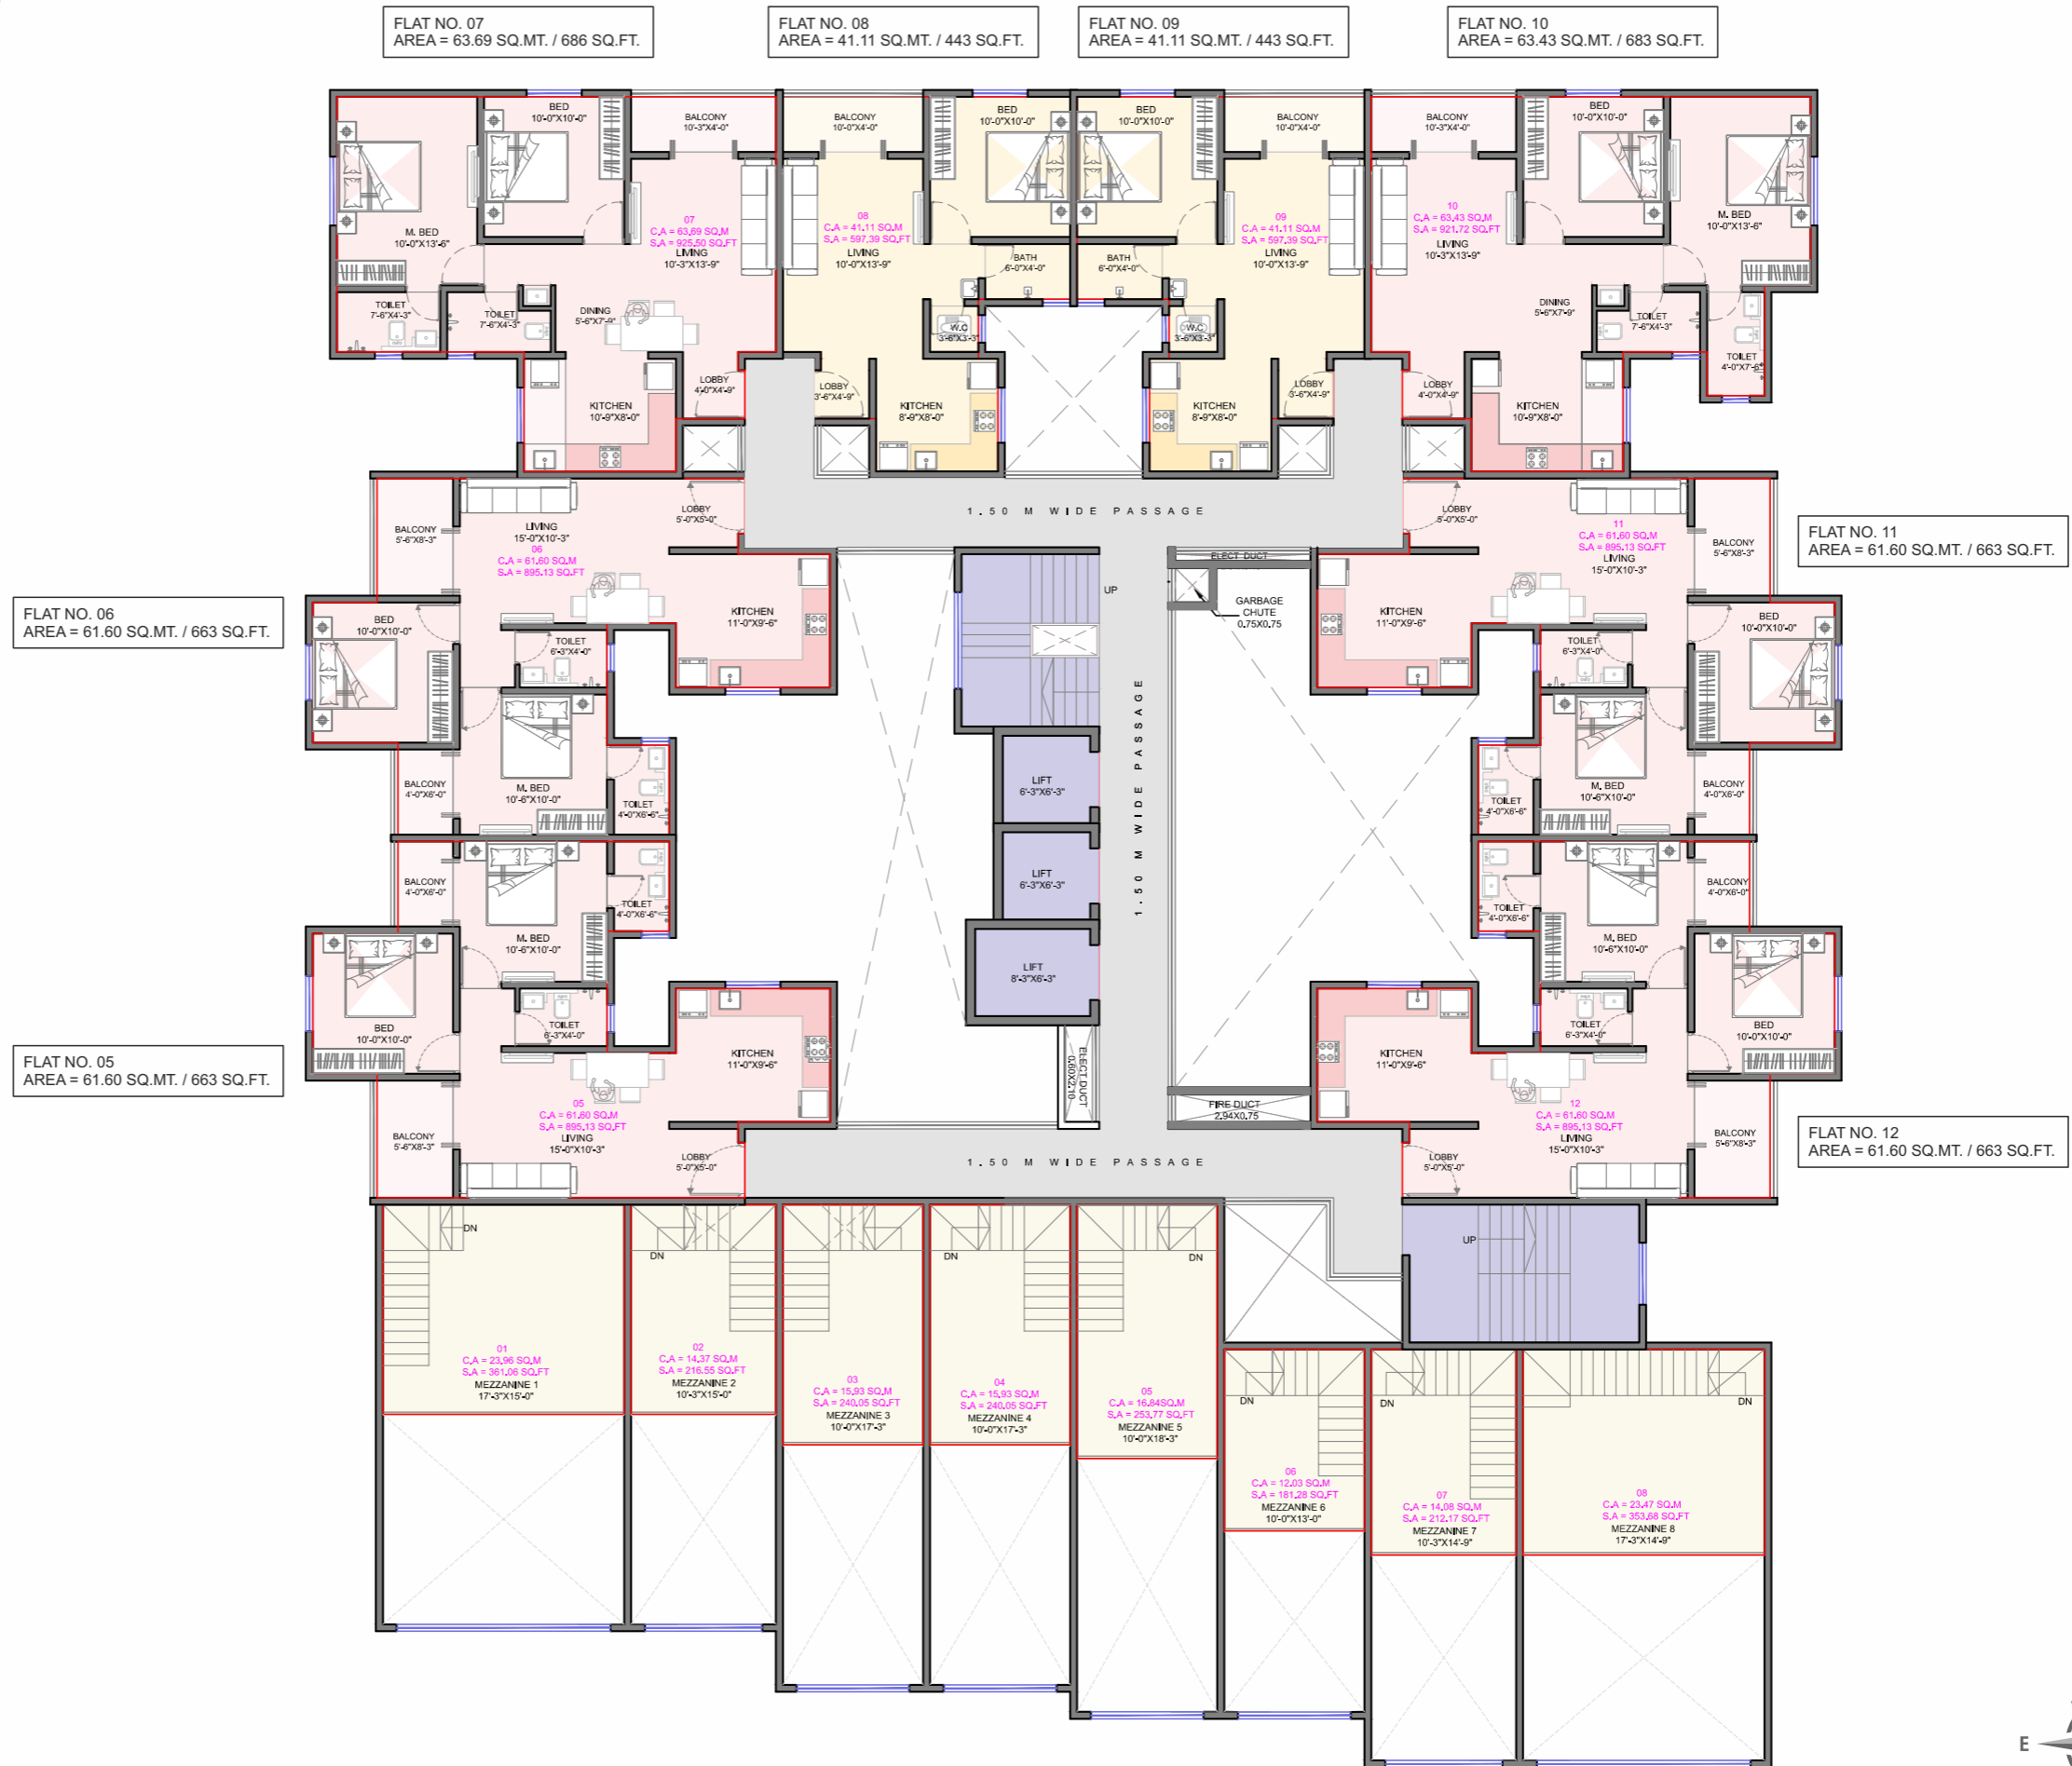 FLAT NO. 07
AREA = 63.69 SQ.MT. / 686 SQ.FT.
FLAT NO. 08
AREA = 41.11 SQ.MT. / 443 SQ.FT.
FLAT NO. 09
AREA = 41.11 SQ.MT. / 443 SQ.FT.
FLAT NO. 10
AREA = 63.43 SQ.MT. / 683 SQ.FT.
M. BED
10'-0"X13'-6"
BED
10'-0"X10'-0"
BALCONY
10'-3"X4'-0"
07
C.A = 63.69 SQ.M
S.A = 925.50 SQ.FT
LIVING
10'-3"X13'-9"
TOILET
7'-6"X4'-3"
TOILET
7'-6"X4'-3"
DINING
5'-6"X7'-9"
KITCHEN
10'-9"X8'-0"
LOBBY
4'-0"X4'-9"
BALCONY
10'-0"X4'-0"
BED
10'-0"X10'-0"
08
C.A = 41.11 SQ.M
S.A = 597.39 SQ.FT
LIVING
10'-0"X13'-9"
BATH
6'-0"X4'-0"
W.C
3'-6"X3'-3"
LOBBY
3'-6"X4'-9"
KITCHEN
8'-9"X8'-0"
BED
10'-0"X10'-0"
BALCONY
10'-0"X4'-0"
09
C.A = 41.11 SQ.M
S.A = 597.39 SQ.FT
LIVING
10'-0"X13'-9"
BATH
6'-0"X4'-0"
W.C
3'-6"X3'-3"
KITCHEN
8'-9"X8'-0"
LOBBY
3'-6"X4'-9"
BALCONY
10'-3"X4'-0"
BED
10'-0"X10'-0"
M. BED
10'-0"X13'-6"
10
C.A = 63.43 SQ.M
S.A = 921.72 SQ.FT
LIVING
10'-3"X13'-9"
DINING
5'-6"X7'-9"
TOILET
7'-6"X4'-3"
TOILET
4'-0"X7'-6"
LOBBY
4'-0"X4'-9"
KITCHEN
10'-9"X8'-0"
1.50 M WIDE PASSAGE
FLAT NO. 06
AREA = 61.60 SQ.MT. / 663 SQ.FT.
BALCONY
5'-6"X8'-3"
LIVING
15'-0"X10'-3"
06
C.A = 61.60 SQ.M
S.A = 895.13 SQ.FT
LOBBY
5'-0"X5'-0"
KITCHEN
11'-0"X9'-6"
BED
10'-0"X10'-0"
TOILET
6'-3"X4'-0"
BALCONY
4'-0"X6'-0"
M. BED
10'-6"X10'-0"
TOILET
4'-0"X6'-6"
UP
ELECT DUCT
GARBAGE
CHUTE
0.75X0.75
LIFT
6'-3"X6'-3"
LIFT
6'-3"X6'-3"
LIFT
8'-3"X6'-3"
1.50 M WIDE PASSAGE
ELECT DUCT
0.60X2.10
FIRE DUCT
2.94X0.75
FLAT NO. 11
AREA = 61.60 SQ.MT. / 663 SQ.FT.
LOBBY
5'-0"X5'-0"
11
C.A = 61.60 SQ.M
S.A = 895.13 SQ.FT
LIVING
15'-0"X10'-3"
BALCONY
5'-6"X8'-3"
KITCHEN
11'-0"X9'-6"
TOILET
6'-3"X4'-0"
BED
10'-0"X10'-0"
M. BED
10'-6"X10'-0"
TOILET
4'-0"X6'-6"
BALCONY
4'-0"X6'-0"
FLAT NO. 05
AREA = 61.60 SQ.MT. / 663 SQ.FT.
BALCONY
4'-0"X6'-0"
M. BED
10'-6"X10'-0"
TOILET
4'-0"X6'-6"
BED
10'-0"X10'-0"
TOILET
6'-3"X4'-0"
KITCHEN
11'-0"X9'-6"
05
C.A = 61.60 SQ.M
S.A = 895.13 SQ.FT
LIVING
15'-0"X10'-3"
BALCONY
5'-6"X8'-3"
LOBBY
5'-0"X5'-0"
1.50 M WIDE PASSAGE
FLAT NO. 12
AREA = 61.60 SQ.MT. / 663 SQ.FT.
TOILET
4'-0"X6'-6"
M. BED
10'-6"X10'-0"
BALCONY
4'-0"X6'-0"
TOILET
6'-3"X4'-0"
BED
10'-0"X10'-0"
KITCHEN
11'-0"X9'-6"
12
C.A = 61.60 SQ.M
S.A = 895.13 SQ.FT
LIVING
15'-0"X10'-3"
LOBBY
5'-0"X5'-0"
BALCONY
5'-6"X8'-3"
UP
DN
01
C.A = 23.96 SQ.M
S.A = 361.06 SQ.FT
MEZZANINE 1
17'-3"X15'-0"
DN
02
C.A = 14.37 SQ.M
S.A = 216.55 SQ.FT
MEZZANINE 2
10'-3"X15'-0"
DN
03
C.A = 15.93 SQ.M
S.A = 240.05 SQ.FT
MEZZANINE 3
10'-0"X17'-3"
DN
04
C.A = 15.93 SQ.M
S.A = 240.05 SQ.FT
MEZZANINE 4
10'-0"X17'-3"
DN
05
C.A = 16.84SQ.M
S.A = 253.77 SQ.FT
MEZZANINE 5
10'-0"X18'-3"
DN
06
C.A = 12.03 SQ.M
S.A = 181.28 SQ.FT
MEZZANINE 6
10'-0"X13'-0"
DN
07
C.A = 14.08 SQ.M
S.A = 212.17 SQ.FT
MEZZANINE 7
10'-3"X14'-9"
DN
08
C.A = 23.47 SQ.M
S.A = 353.68 SQ.FT
MEZZANINE 8
17'-3"X14'-9"
E